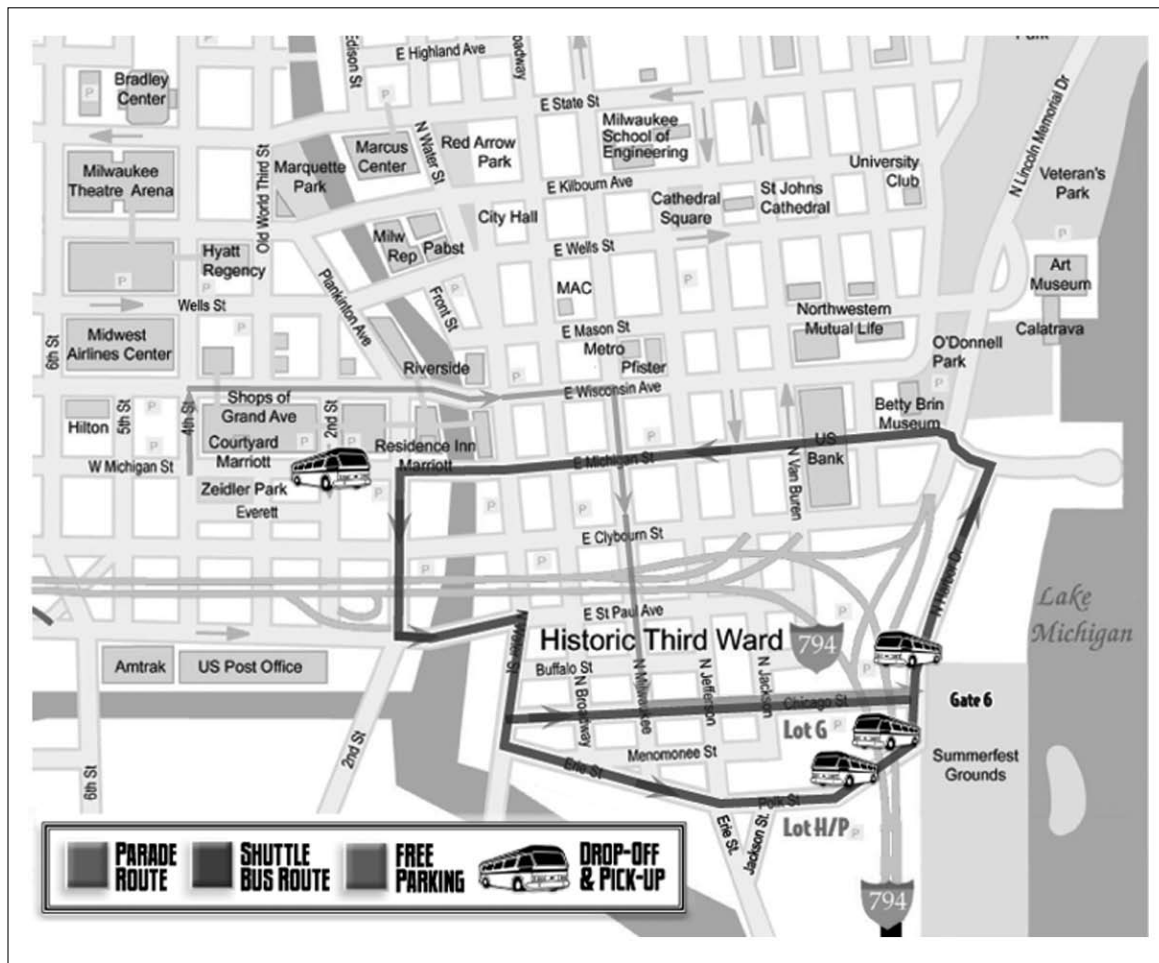 Edison St
Broadway
Park
E Highland Ave
Bradley
Center
P
P
E State St
N Lincoln Memorial Dr
Old World Third St
Marcus
Center
N Water St
Red Arrow
Park
Milwaukee
School of
Engineering
Marquette
Park
Milwaukee
Theatre Arena
E Kilbourn Ave
University
Club
Veteran's
Park
Cathedral
Square
St Johns
Cathedral
City Hall
Milw
Rep
Pabst
P
Hyatt
Regency
E Wells St
Art
Museum
P
P
Plankinton Ave
Front St
P
P
MAC
Wells St
Northwestern
Mutual Life
Calatrava
6th St
Midwest
Airlines Center
P
E Mason St
Metro
Pfister
O'Donnell
Park
Riverside
E Wisconsin Ave
Hilton
5th St
P
4th St
Shops of
Grand Ave
2nd St
P
Betty Brin
Museum
Courtyard
Marriott
Residence Inn
Marriott
US
Bank
N Van Buren
W Michigan St
P
E Michigan St
Zeidler Park
Everett
P
P
P
E Clybourn St
P
P
N Harbor Dr
Lake
Michigan
E St Paul Ave
P
N Water St
Historic Third Ward
794
Amtrak
US Post Office
Buffalo St
N Broadway
N Milwaukee
N Jefferson
N Jackson
P
Chicago St
Gate 6
Lot G
P
2nd St
6th St
Menomonee St
Erie St
Summerfest
Grounds
Polk St
Lot H/P
P
Erie St.
Jackson St.
794
PARADE
ROUTE
SHUTTLE
BUS ROUTE
FREE
PARKING
DROP-OFF
& PICK-UP